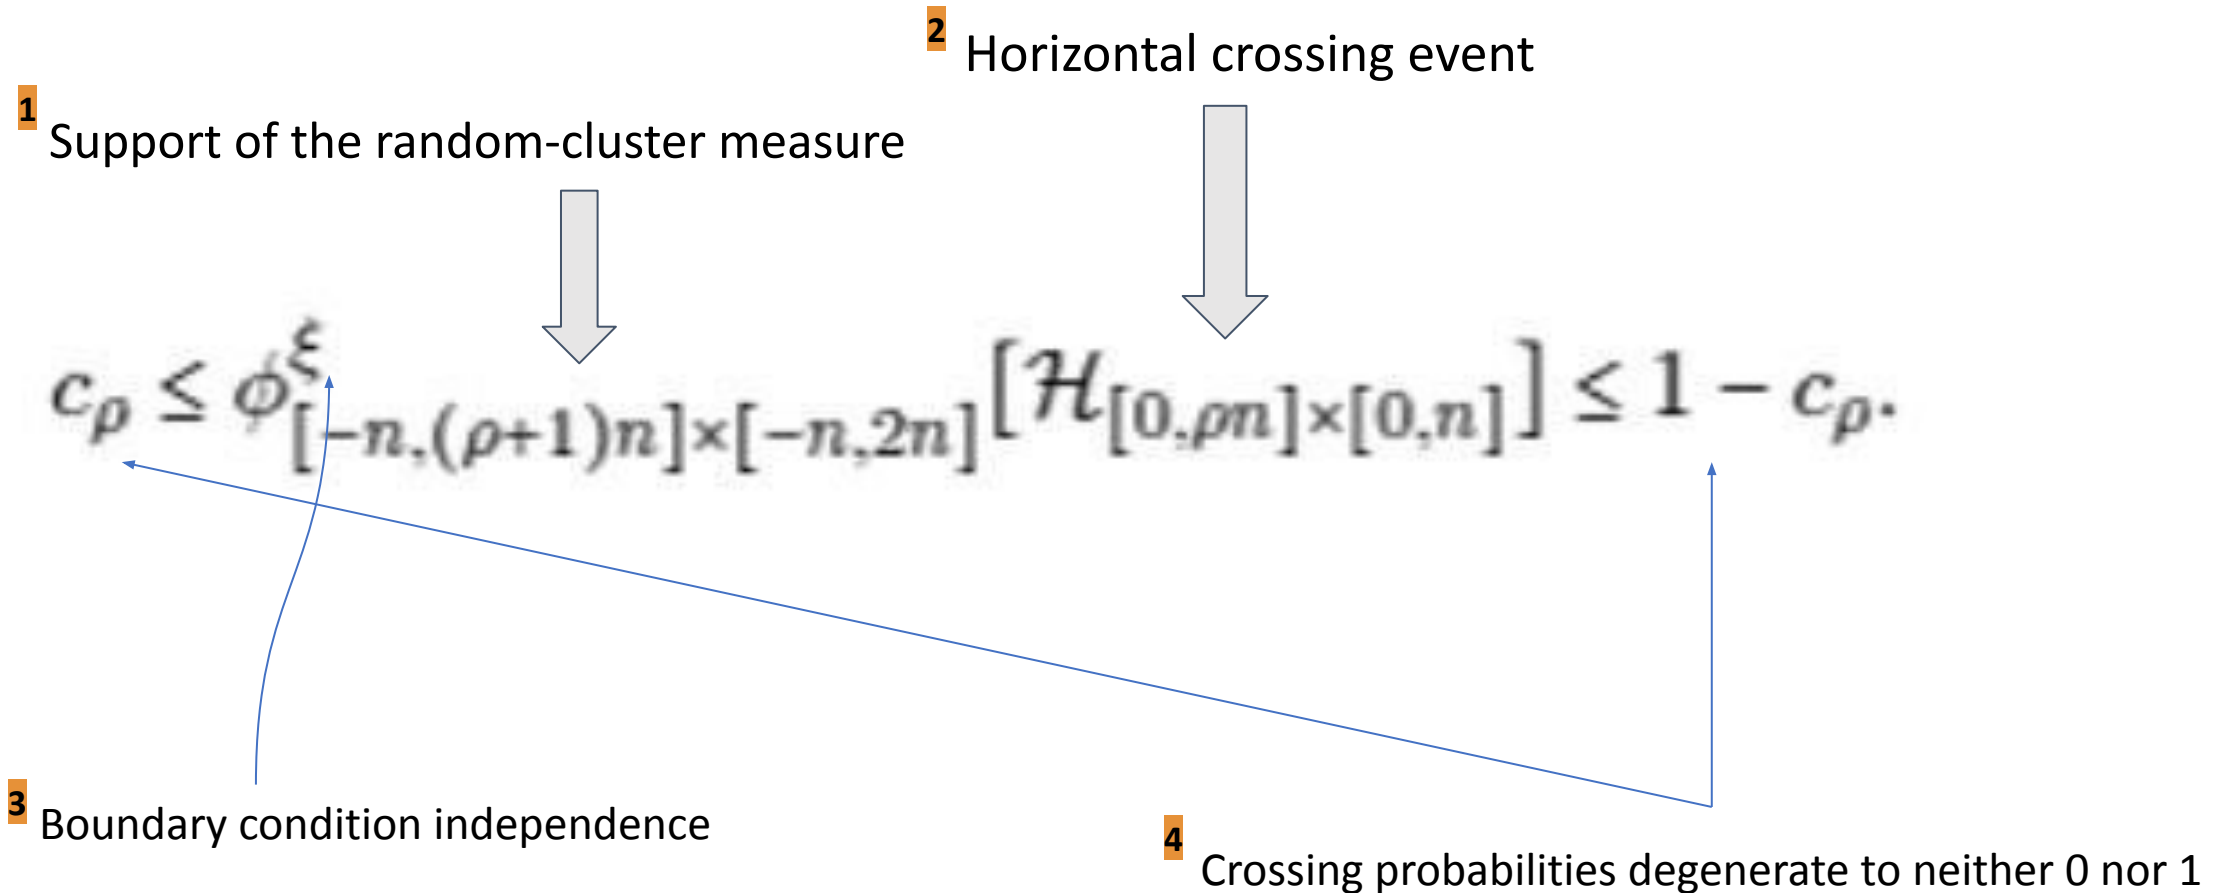 2
Horizontal crossing event
1
Support of the random-cluster measure
c_ρ ≤ ϕ^ξ_{[−n,(ρ+1)n]×[−n,2n]}[ℋ_{[0,ρn]×[0,n]}] ≤ 1 − c_ρ.
3
Boundary condition independence
4
Crossing probabilities degenerate to neither 0 nor 1